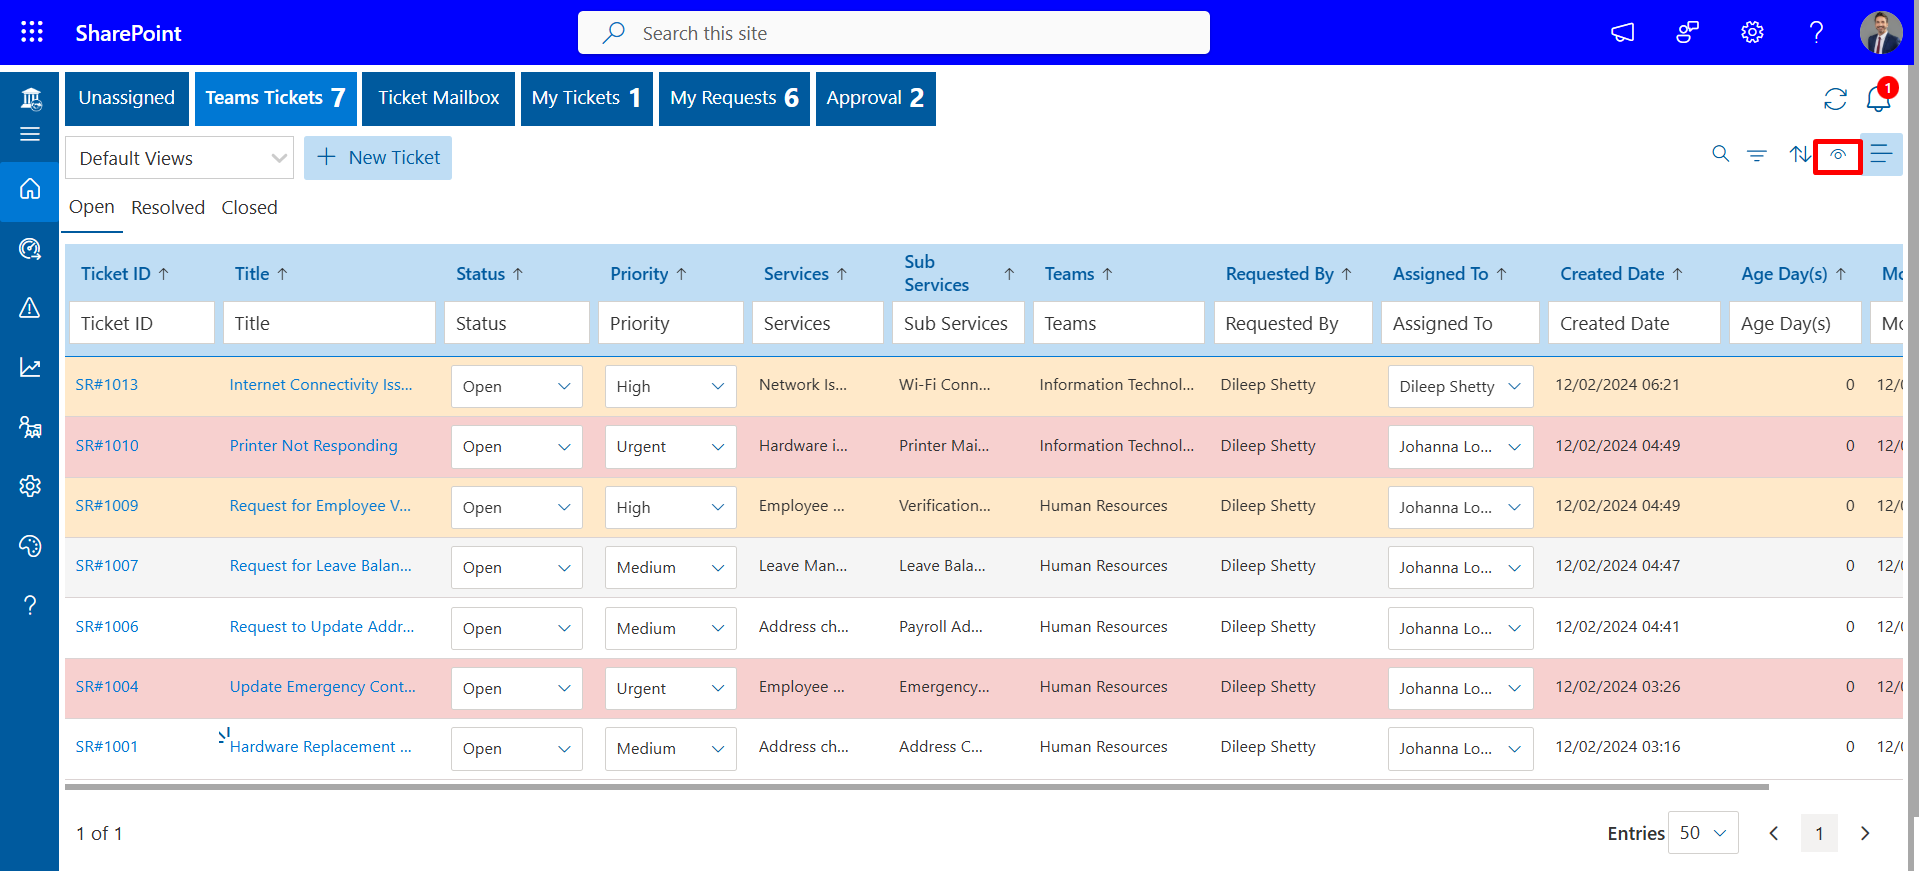 SharePoint
Search this site
1
Unassigned Teams Tickets 7 Ticket Mailbox My Tickets 1 My Requests 6 Approval 2
Default Views + New Ticket
Open Resolved Closed
Ticket ID ↑ Title ↑ Status ↑ Priority ↑ Services ↑ Sub Services ↑ Teams ↑ Requested By ↑ Assigned To ↑ Created Date ↑ Age Day(s) ↑ Mo
Ticket ID Title Status Priority Services Sub Services Teams Requested By Assigned To Created Date Age Day(s) Mo
SR#1013 Internet Connectivity Iss... Open High Network Is... Wi-Fi Conn... Information Technol... Dileep Shetty Dileep Shetty 12/02/2024 06:21 0 12/0
SR#1010 Printer Not Responding Open Urgent Hardware i... Printer Mai... Information Technol... Dileep Shetty Johanna Lo... 12/02/2024 04:49 0 12/0
SR#1009 Request for Employee V... Open High Employee ... Verification... Human Resources Dileep Shetty Johanna Lo... 12/02/2024 04:49 0 12/0
SR#1007 Request for Leave Balan... Open Medium Leave Man... Leave Bala... Human Resources Dileep Shetty Johanna Lo... 12/02/2024 04:47 0 12/0
SR#1006 Request to Update Addr... Open Medium Address ch... Payroll Ad... Human Resources Dileep Shetty Johanna Lo... 12/02/2024 04:41 0 12/0
SR#1004 Update Emergency Cont... Open Urgent Employee ... Emergency... Human Resources Dileep Shetty Johanna Lo... 12/02/2024 03:26 0 12/0
SR#1001 Hardware Replacement ... Open Medium Address ch... Address C... Human Resources Dileep Shetty Johanna Lo... 12/02/2024 03:16 0 12/0
1 of 1 Entries 50 1